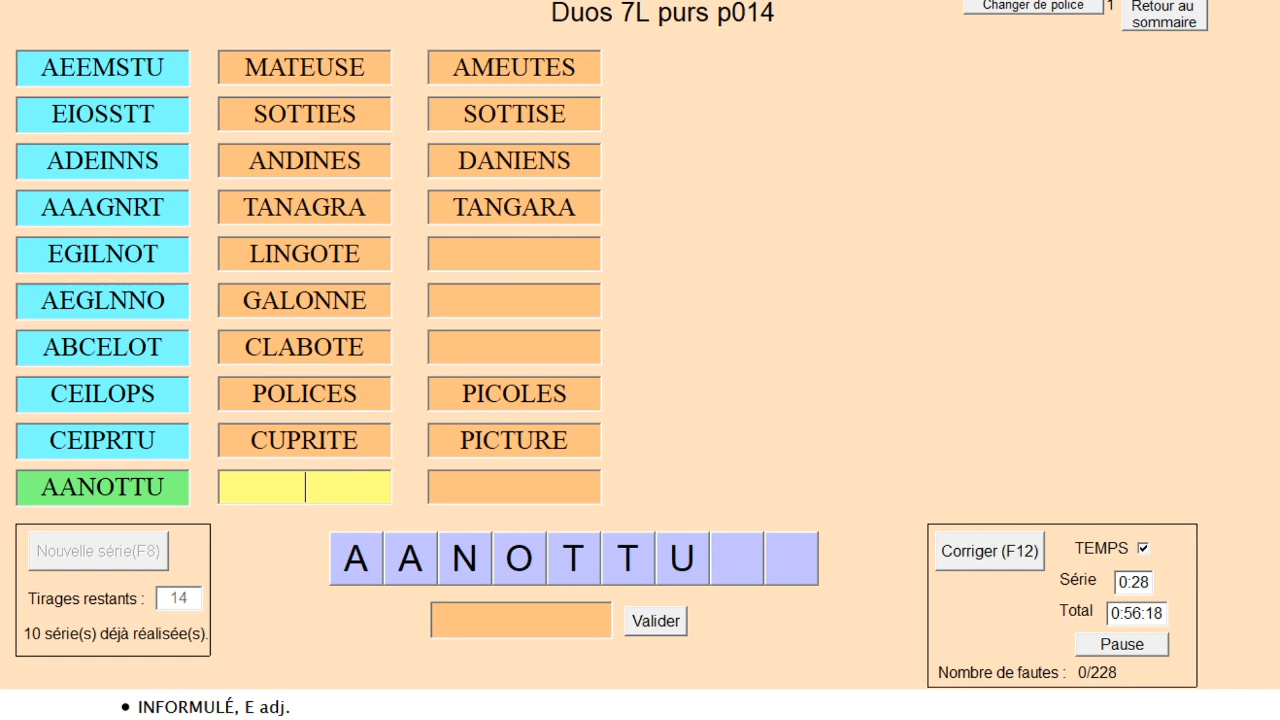 Duos 7L purs p014
Changer de police 1 Retour au sommaire
AEEMSTU MATEUSE AMEUTES
EIOSSTT SOTTIES SOTTISE
ADEINNS ANDINES DANIENS
AAAGNRT TANAGRA TANGARA
EGILNOT LINGOTE
AEGLNNO GALONNE
ABCELOT CLABOTE
CEILOPS POLICES PICOLES
CEIPRTU CUPRITE PICTURE
AANOTTU
Nouvelle série(F8)
Tirages restants : 14
10 série(s) déjà réalisée(s).
A A N O T T U
Valider
Corriger (F12) TEMPS
Série 0:28
Total 0:56:18
Pause
Nombre de fautes : 0/228
• INFORMULÉ, E adj.